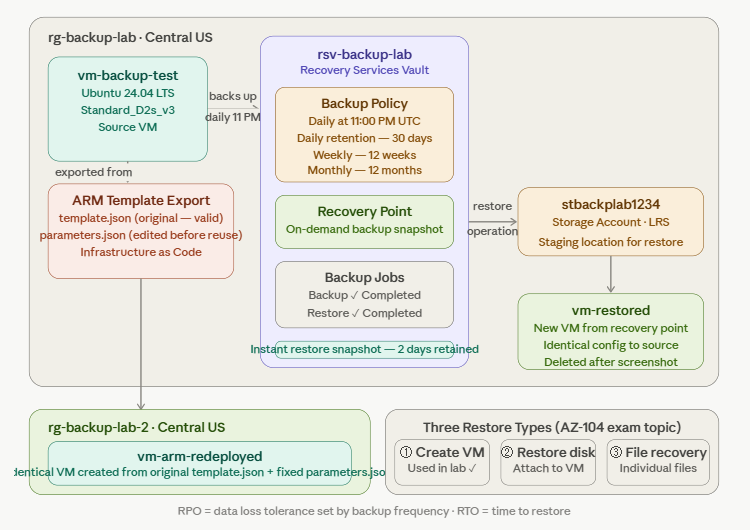 rg-backup-lab · Central US
vm-backup-test
Ubuntu 24.04 LTS
Standard_D2s_v3
Source VM
backs up
daily 11 PM
exported from
ARM Template Export
template.json (original — valid)
parameters.json (edited before reuse)
Infrastructure as Code
rsv-backup-lab
Recovery Services Vault
Backup Policy
Daily at 11:00 PM UTC
Daily retention — 30 days
Weekly — 12 weeks
Monthly — 12 months
Recovery Point
On-demand backup snapshot
Backup Jobs
Backup ✓ Completed
Restore ✓ Completed
Instant restore snapshot — 2 days retained
restore
operation
stbackplab1234
Storage Account · LRS
Staging location for restore
vm-restored
New VM from recovery point
Identical config to source
Deleted after screenshot
rg-backup-lab-2 · Central US
vm-arm-redeployed
VM created from original template.json + fixed
Three Restore Types (AZ-104 exam topic)
① Create VM
Used in lab ✓
② Restore disk
Attach to VM
③ File recovery
Individual files
RPO = data loss tolerance set by backup frequency · RTO = time to restore